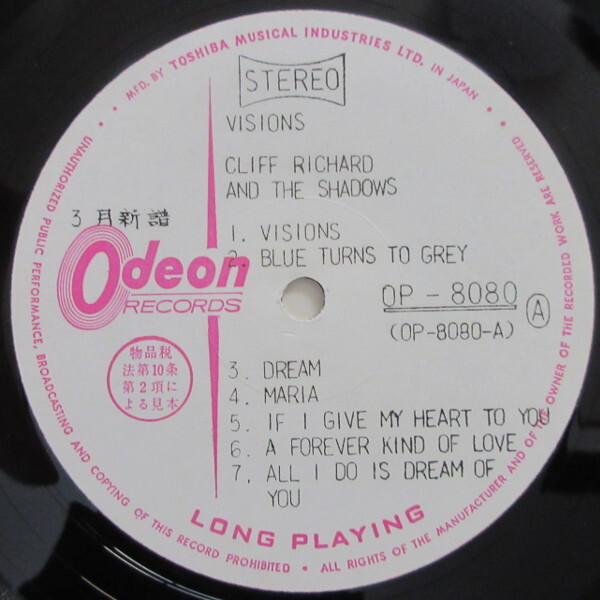 MFD. BY TOSHIBA MUSICAL INDUSTRIES LTD. IN JAPAN
STEREO
VISIONS
CLIFF RICHARD
AND THE SHADOWS
3月新譜
1. VISIONS
2. BLUE TURNS TO GREY
Odeon
RECORDS
OP-8080
(OP-8080-A)
A
物品税
法第10条
第2項に
よる見本
3. DREAM
4. MARIA
5. IF I GIVE MY HEART TO YOU
6. A FOREVER KIND OF LOVE
7. ALL I DO IS DREAM OF
YOU
LONG PLAYING
UNAUTHORIZED PUBLIC PERFORMANCE, BROADCASTING AND COPYING OF THIS RECORD PROHIBITED • ALL RIGHTS OF THE MANUFACTURER AND OF THE OWNER OF THE RECORDED WORK ARE RESERVED